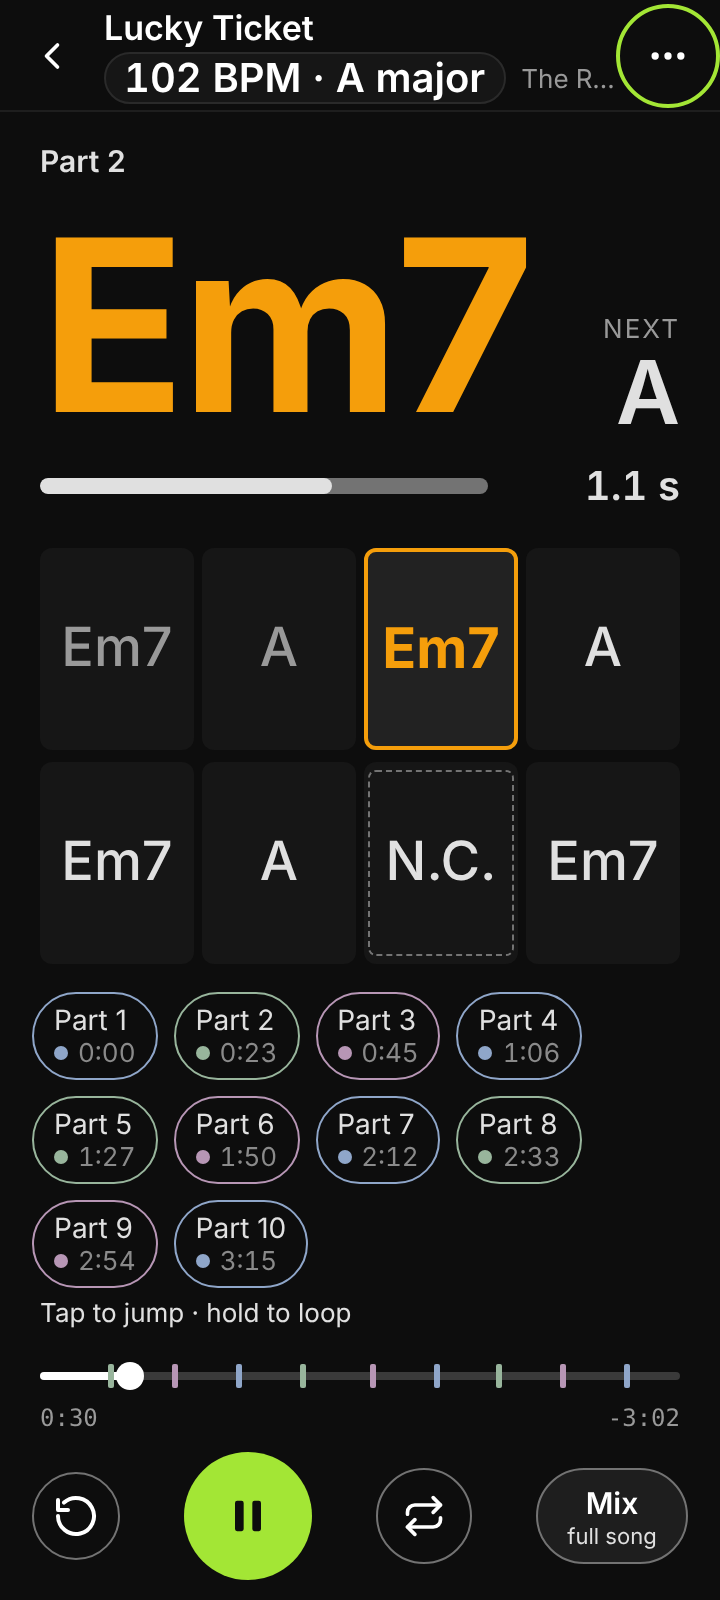 Lucky Ticket
102 BPM · A major The R...
Part 2
Em7
NEXT
A
1.1 s
Em7 A Em7 A
Em7 A N.C. Em7
Part 1 Part 2 Part 3 Part 4
0:00 0:23 0:45 1:06
Part 5 Part 6 Part 7 Part 8
1:27 1:50 2:12 2:33
Part 9 Part 10
2:54 3:15
Tap to jump · hold to loop
0:30 -3:02
Mix
full song